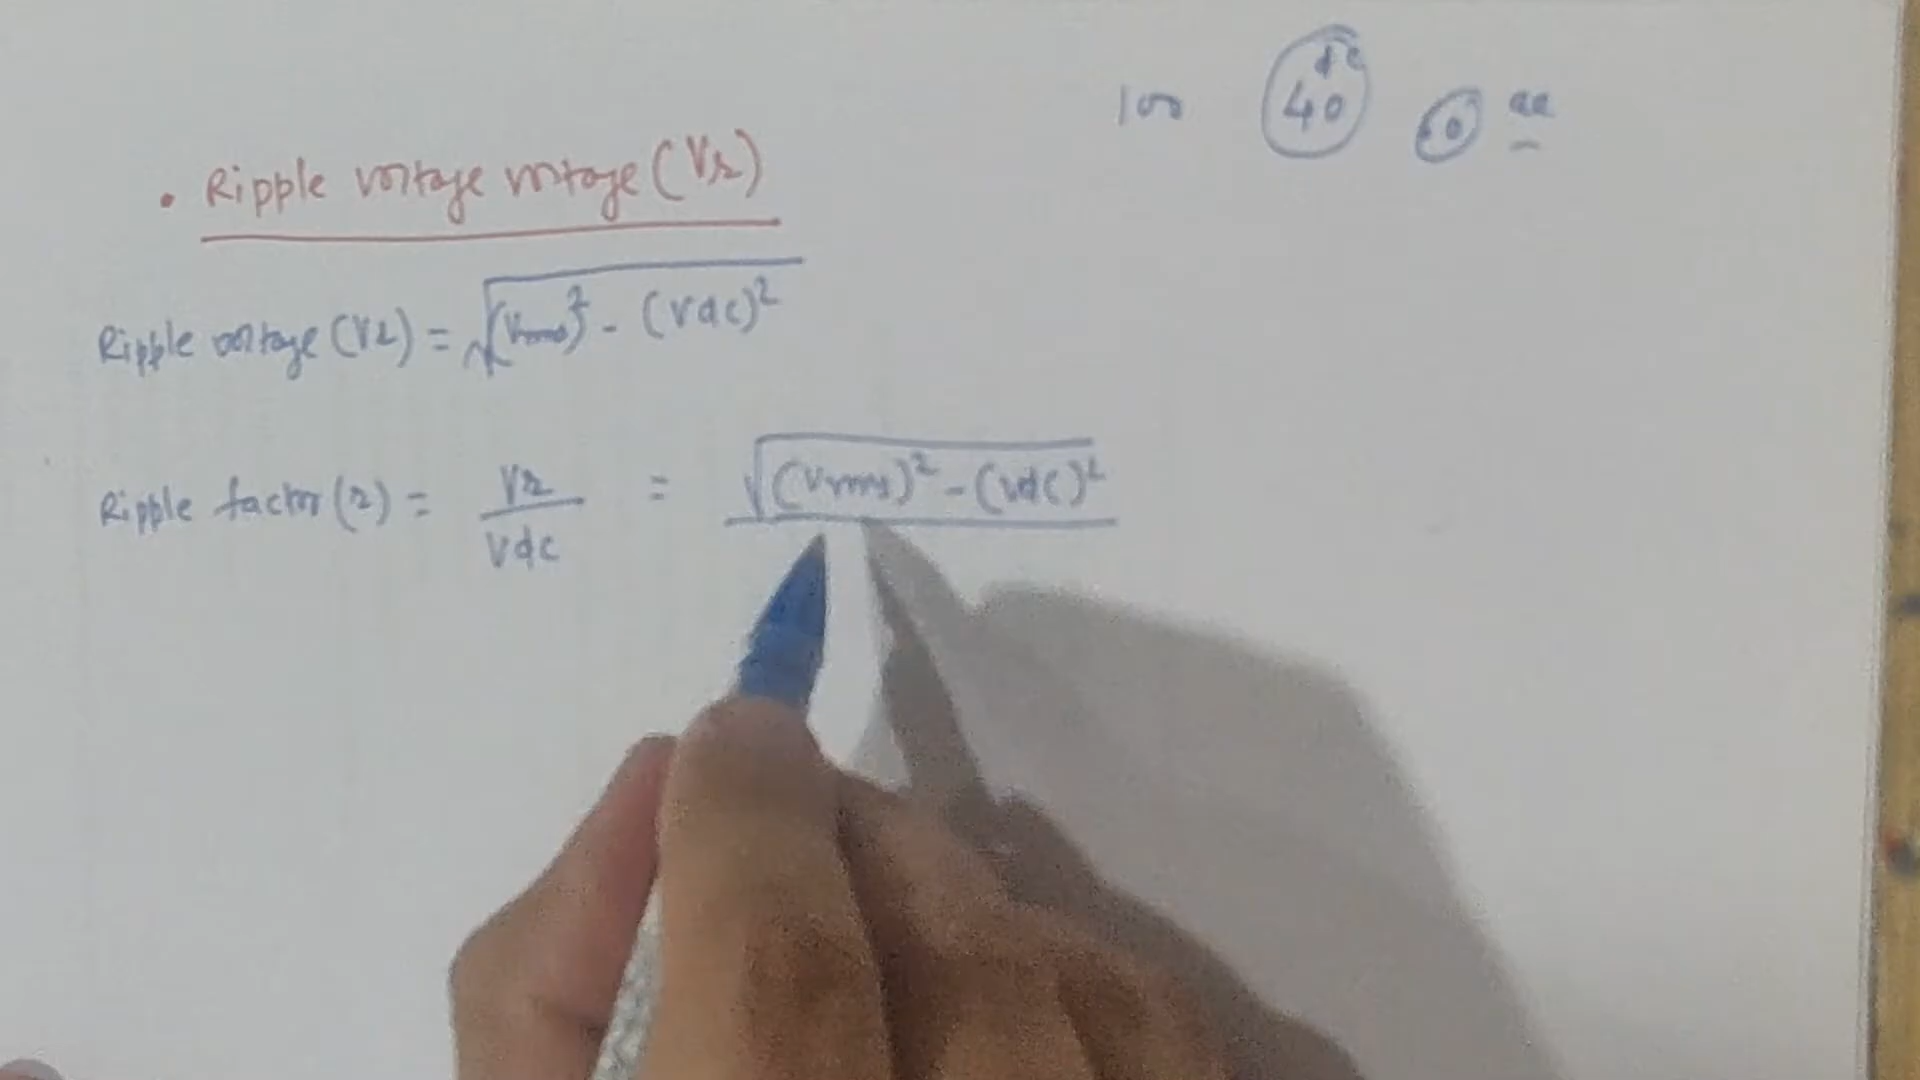 100 40 dc ac
• Ripple voltage voltage (Vr)
Ripple voltage (Vr) = √(Vrms)² - (Vdc)²
Ripple factor (r) = Vr / Vdc = √(Vrms)² - (Vdc)²